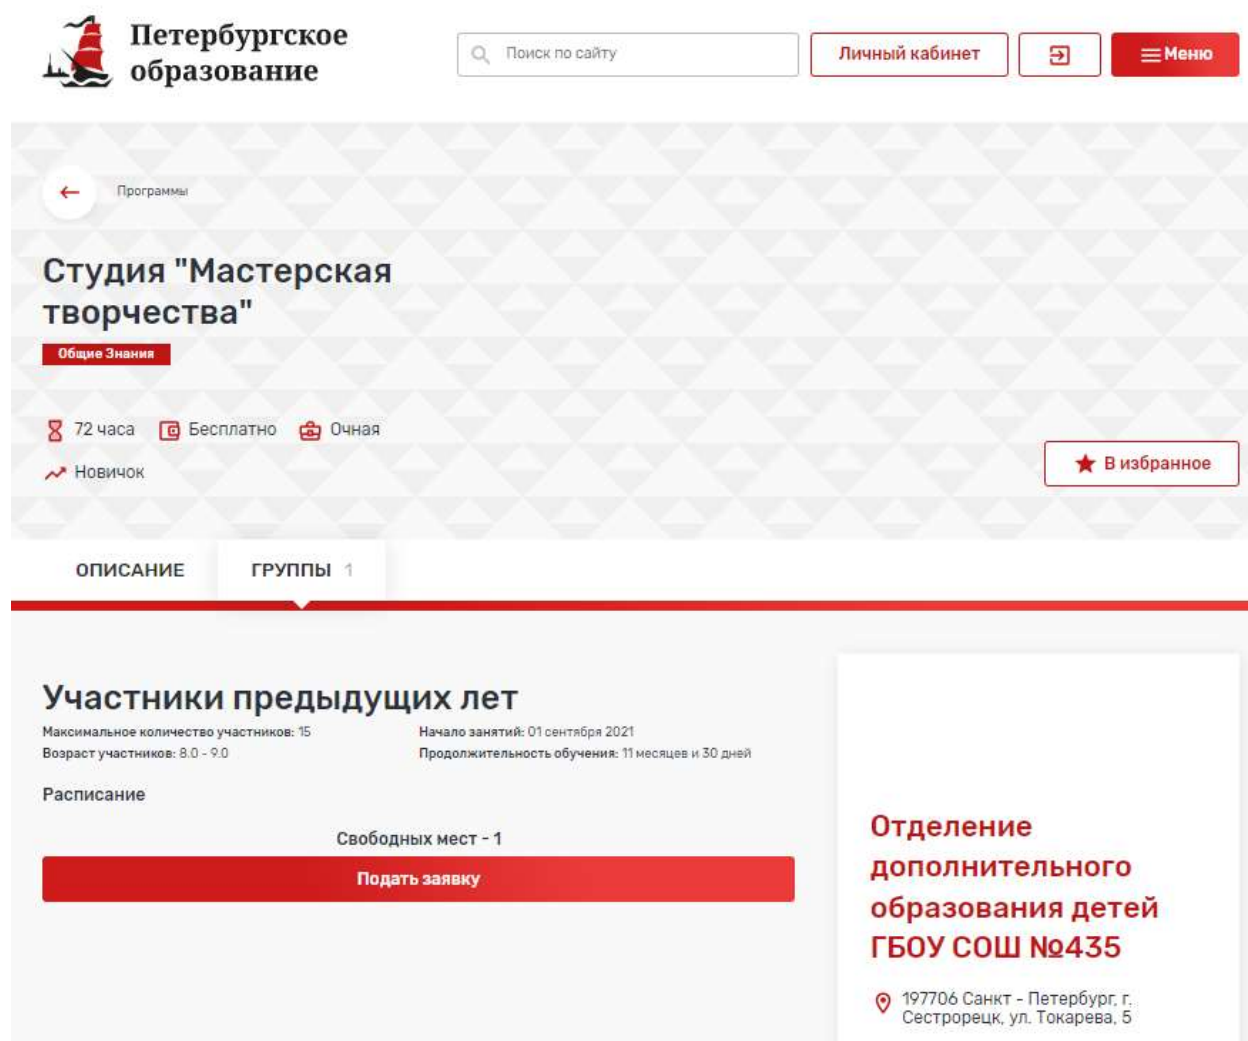 Петербургское
образование
Поиск по сайту
Личный кабинет
Меню
Программы
Студия "Мастерская
творчества"
Общие Знания
72 часа Бесплатно Очная
Новичок
В избранное
ОПИСАНИЕ ГРУППЫ 1
Участники предыдущих лет
Максимальное количество участников: 15
Начало занятий: 01 сентября 2021
Возраст участников: 8.0 - 9.0
Продолжительность обучения: 11 месяцев и 30 дней
Расписание
Свободных мест - 1
Подать заявку
Отделение
дополнительного
образования детей
ГБОУ СОШ №435
197706 Санкт - Петербург, г.
Сестрорецк, ул. Токарева, 5